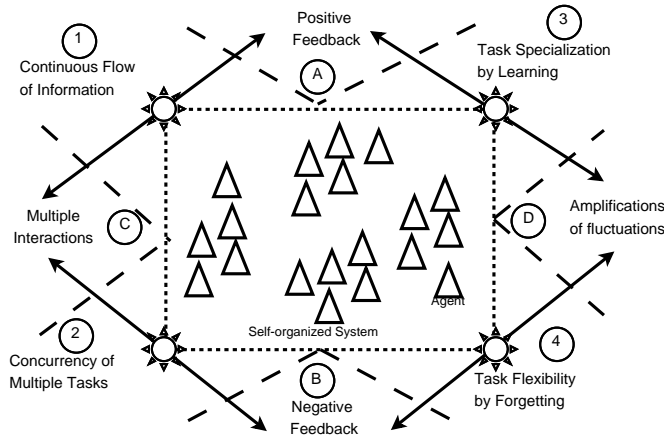 1
Continuous Flow
of Information
Positive
Feedback
A
3
Task Specialization
by Learning
Multiple
Interactions
C
D
Amplifications
of fluctuations
Agent
Self-organized System
2
Concurrency of
Multiple Tasks
B
Negative
Feedback
4
Task Flexibility
by Forgetting